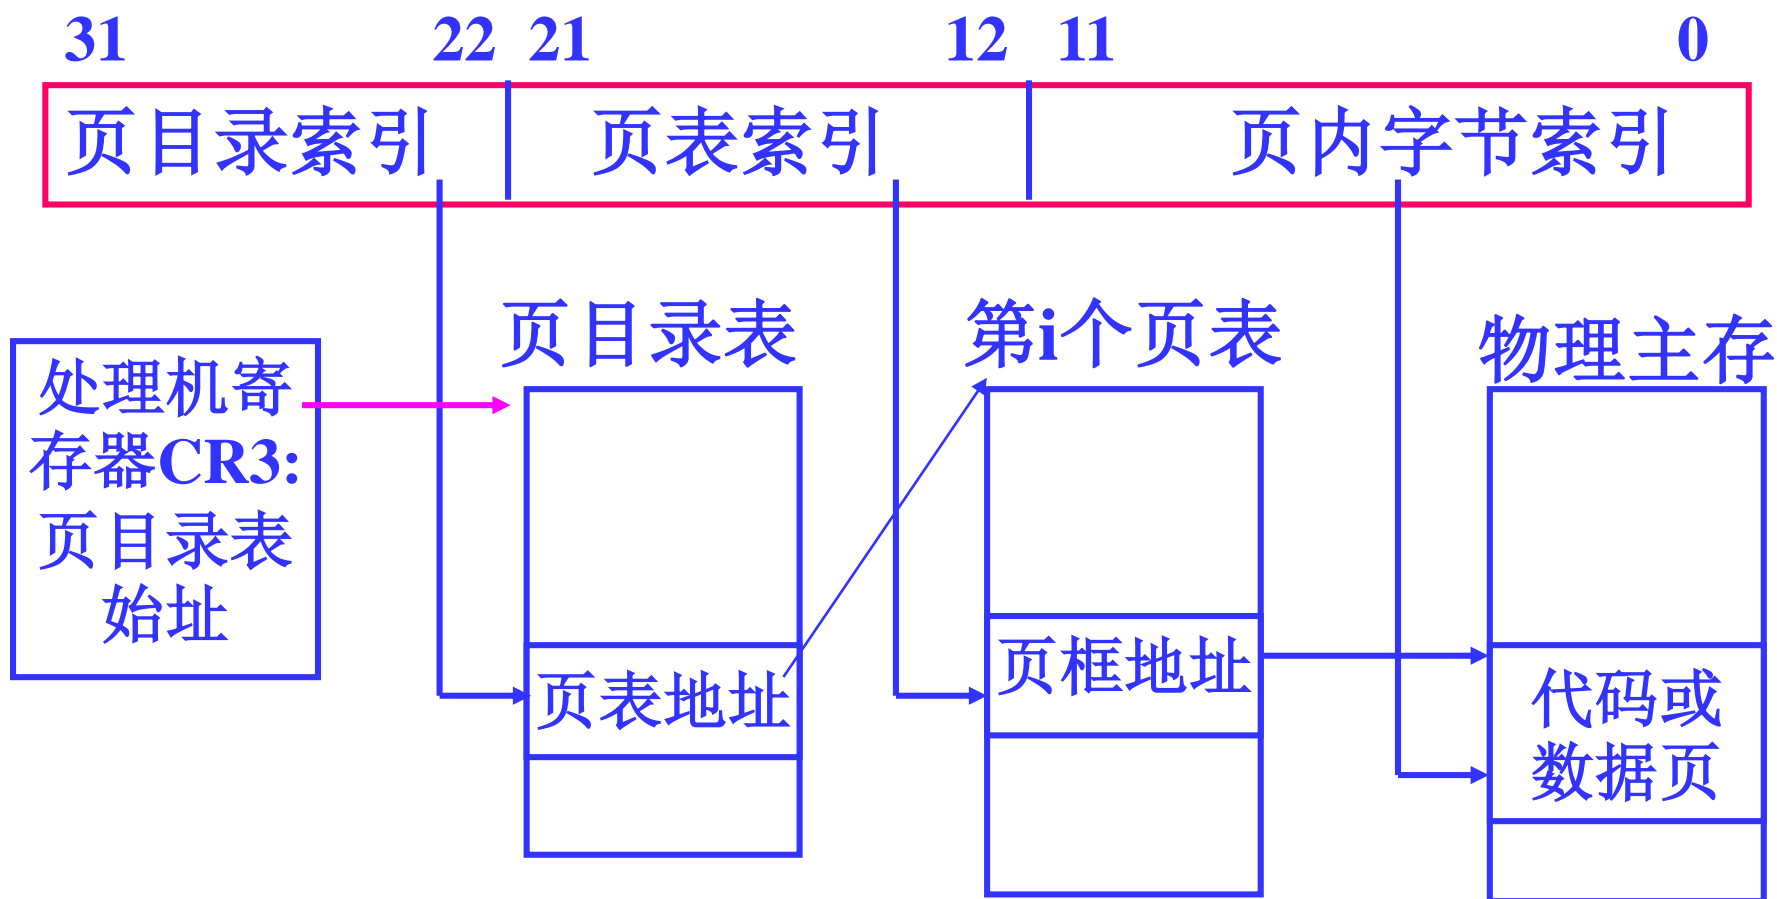 31 22 21 12 11 0
页目录索引 页表索引 页内字节索引
页目录表
第i个页表
物理主存
处理机寄
存器CR3:
页目录表
始址
页表地址
页框地址
代码或
数据页